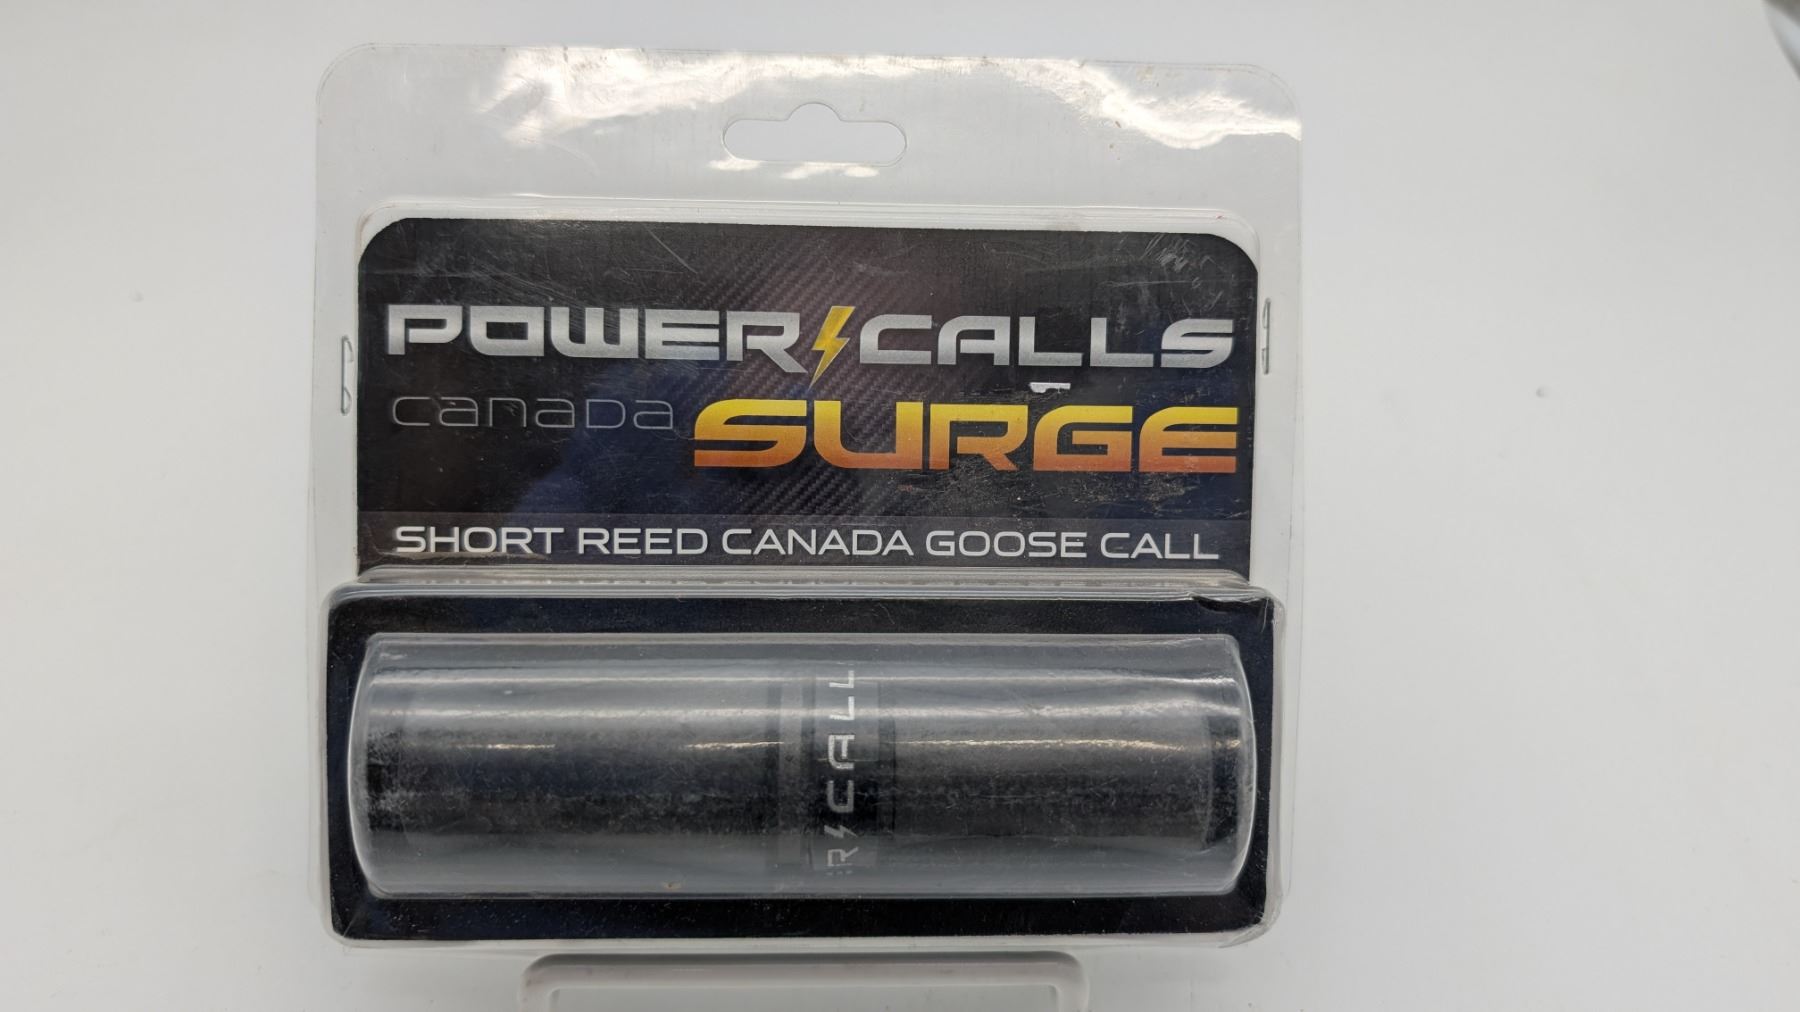 POWER CALLS
canada SURGE
SHORT REED CANADA GOOSE CALL
R CALL